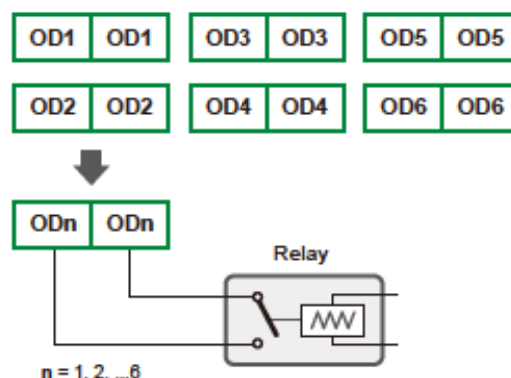 OD1 OD1 OD3 OD3 OD5 OD5
OD2 OD2 OD4 OD4 OD6 OD6
ODn ODn
Relay
n = 1, 2, ...6